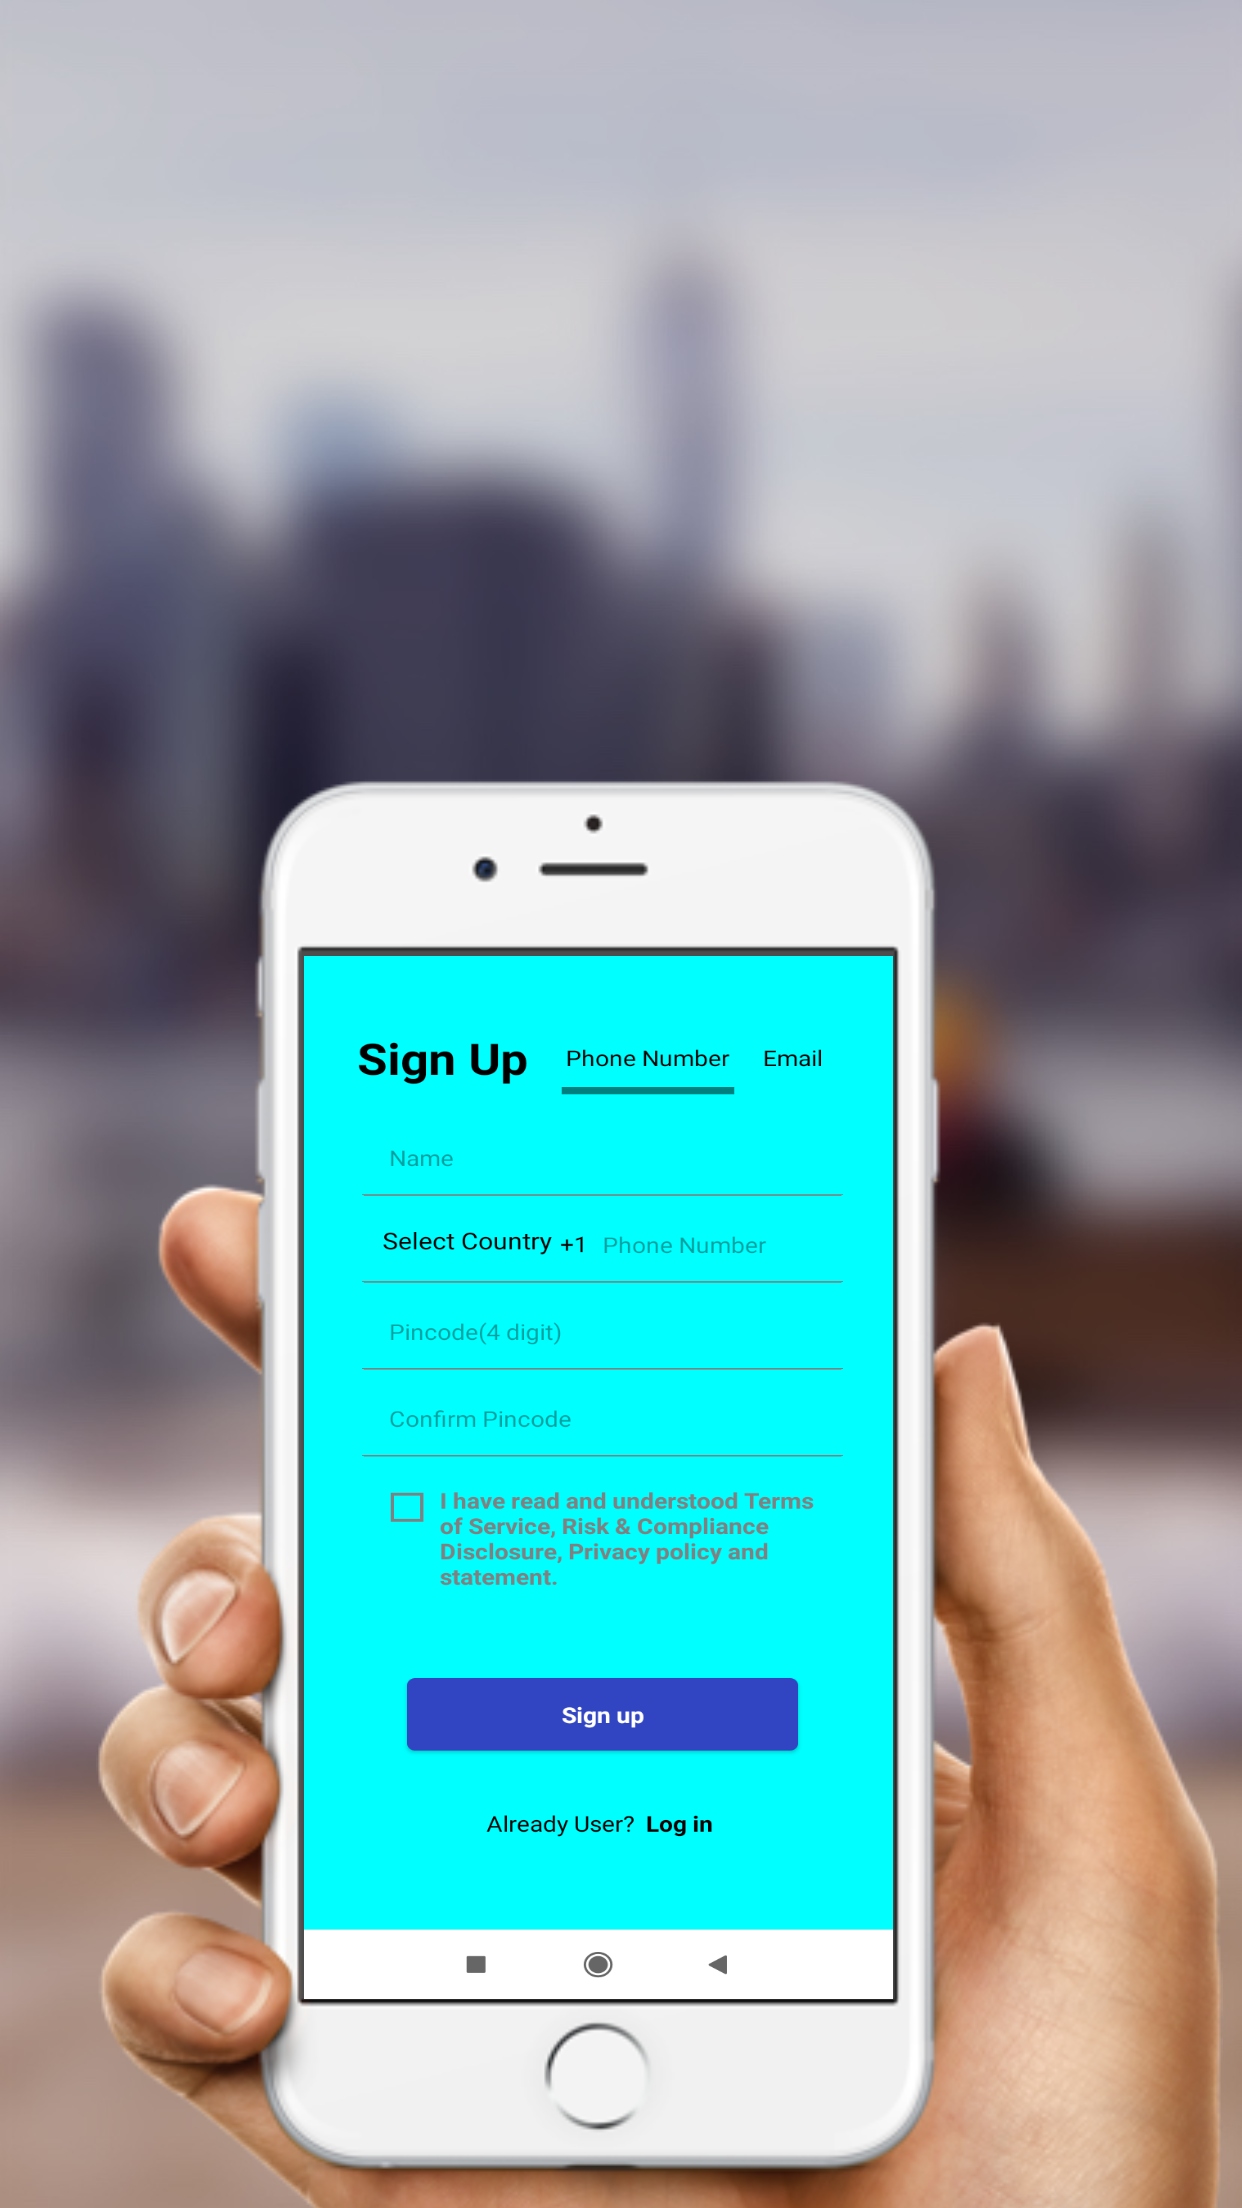 Sign Up Phone Number Email
Name
Select Country +1 Phone Number
Pincode(4 digit)
Confirm Pincode
I have read and understood Terms
of Service, Risk & Compliance
Disclosure, Privacy policy and
statement.
Sign up
Already User? Log in